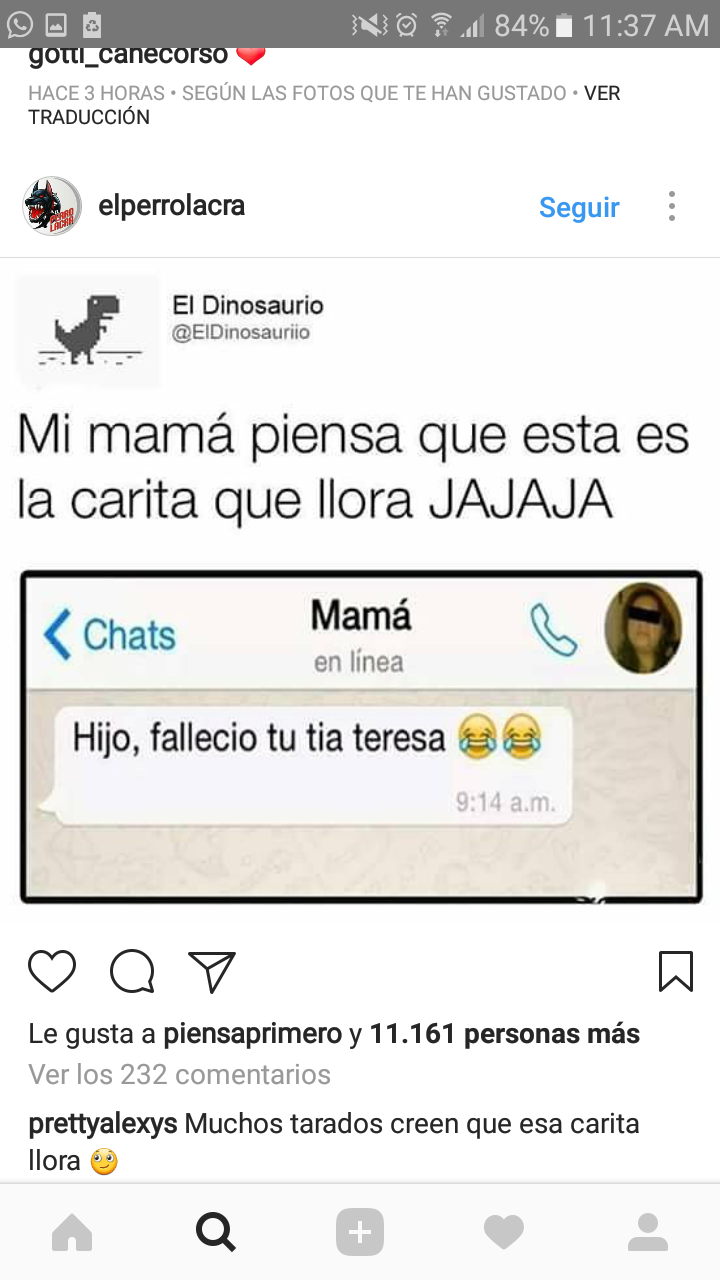 84% 11:37 AM
gotti_canecorso ❤
HACE 3 HORAS • SEGÚN LAS FOTOS QUE TE HAN GUSTADO • VER
TRADUCCIÓN
PERRO
LACRA
elperrolacra
Seguir
El Dinosaurio
@ElDinosauriio
Mi mamá piensa que esta es
la carita que llora JAJAJA
Chats
Mamá
en línea
Hijo, fallecio tu tia teresa 😂😂
9:14 a.m.
Le gusta a piensaprimero y 11.161 personas más
Ver los 232 comentarios
prettyalexys Muchos tarados creen que esa carita
llora 🙄